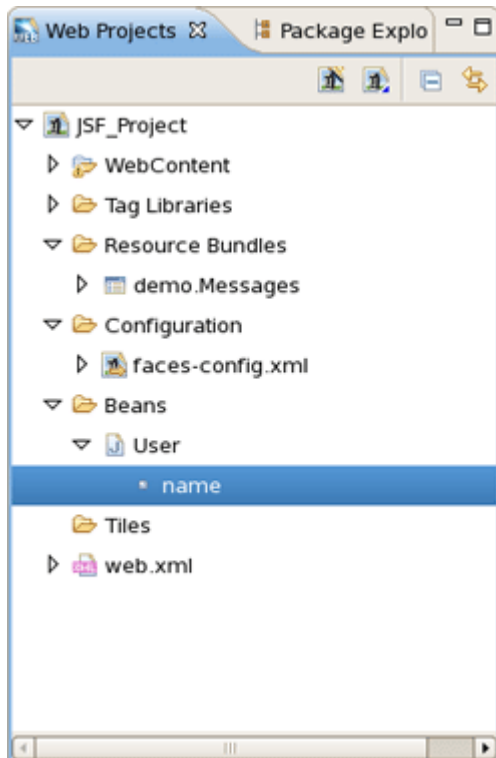 Web Projects Package Explo
JSF_Project
WebContent
Tag Libraries
Resource Bundles
demo.Messages
Configuration
faces-config.xml
Beans
User
name
Tiles
web.xml